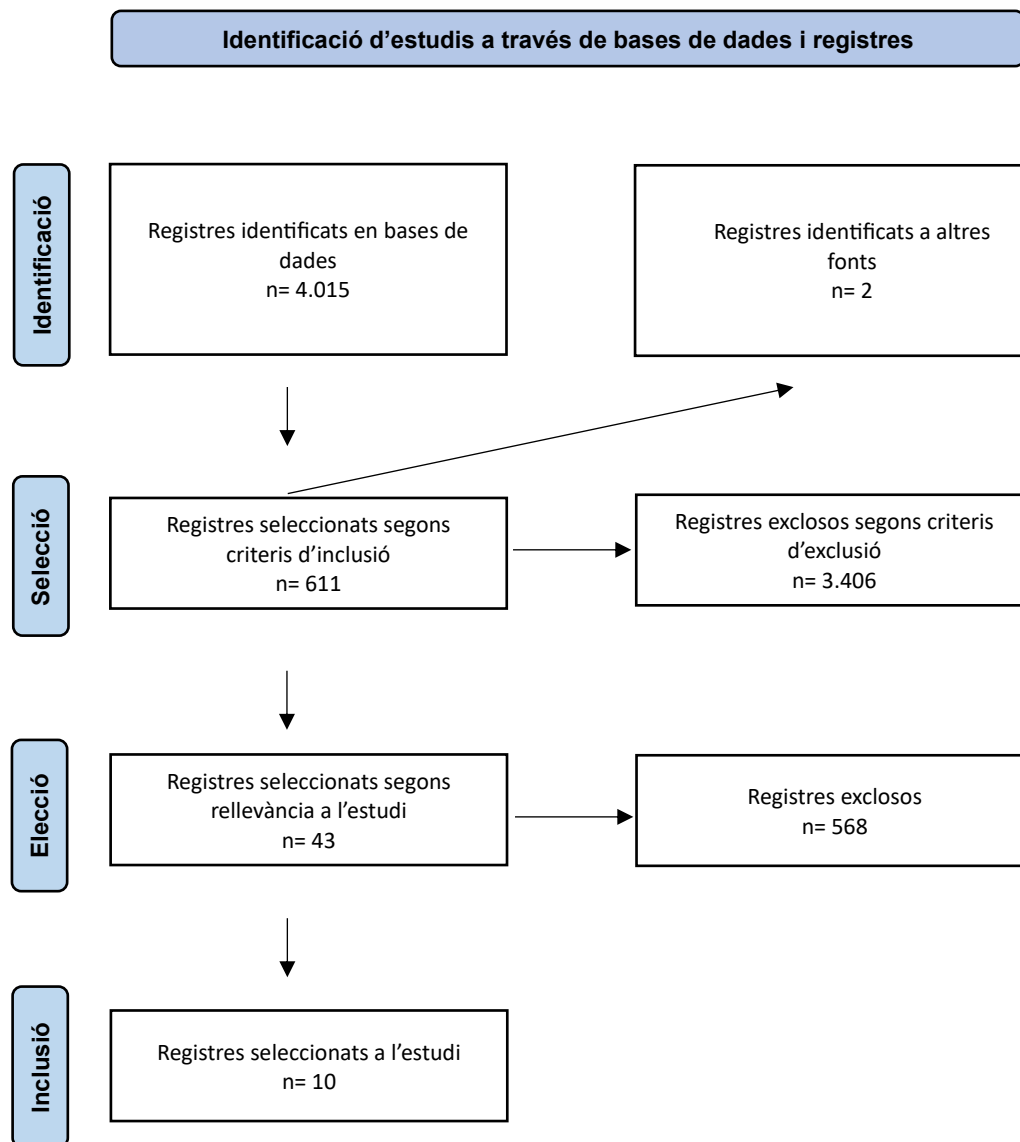 Identificació d’estudis a través de bases de dades i registres
Identificació
Registres identificats en bases de
dades
n= 4.015
Registres identificats a altres
fonts
n= 2
Selecció
Registres seleccionats segons
criteris d’inclusió
n= 611
Registres exclosos segons criteris
d’exclusió
n= 3.406
Elecció
Registres seleccionats segons
rellevància a l’estudi
n= 43
Registres exclosos
n= 568
Inclusió
Registres seleccionats a l’estudi
n= 10